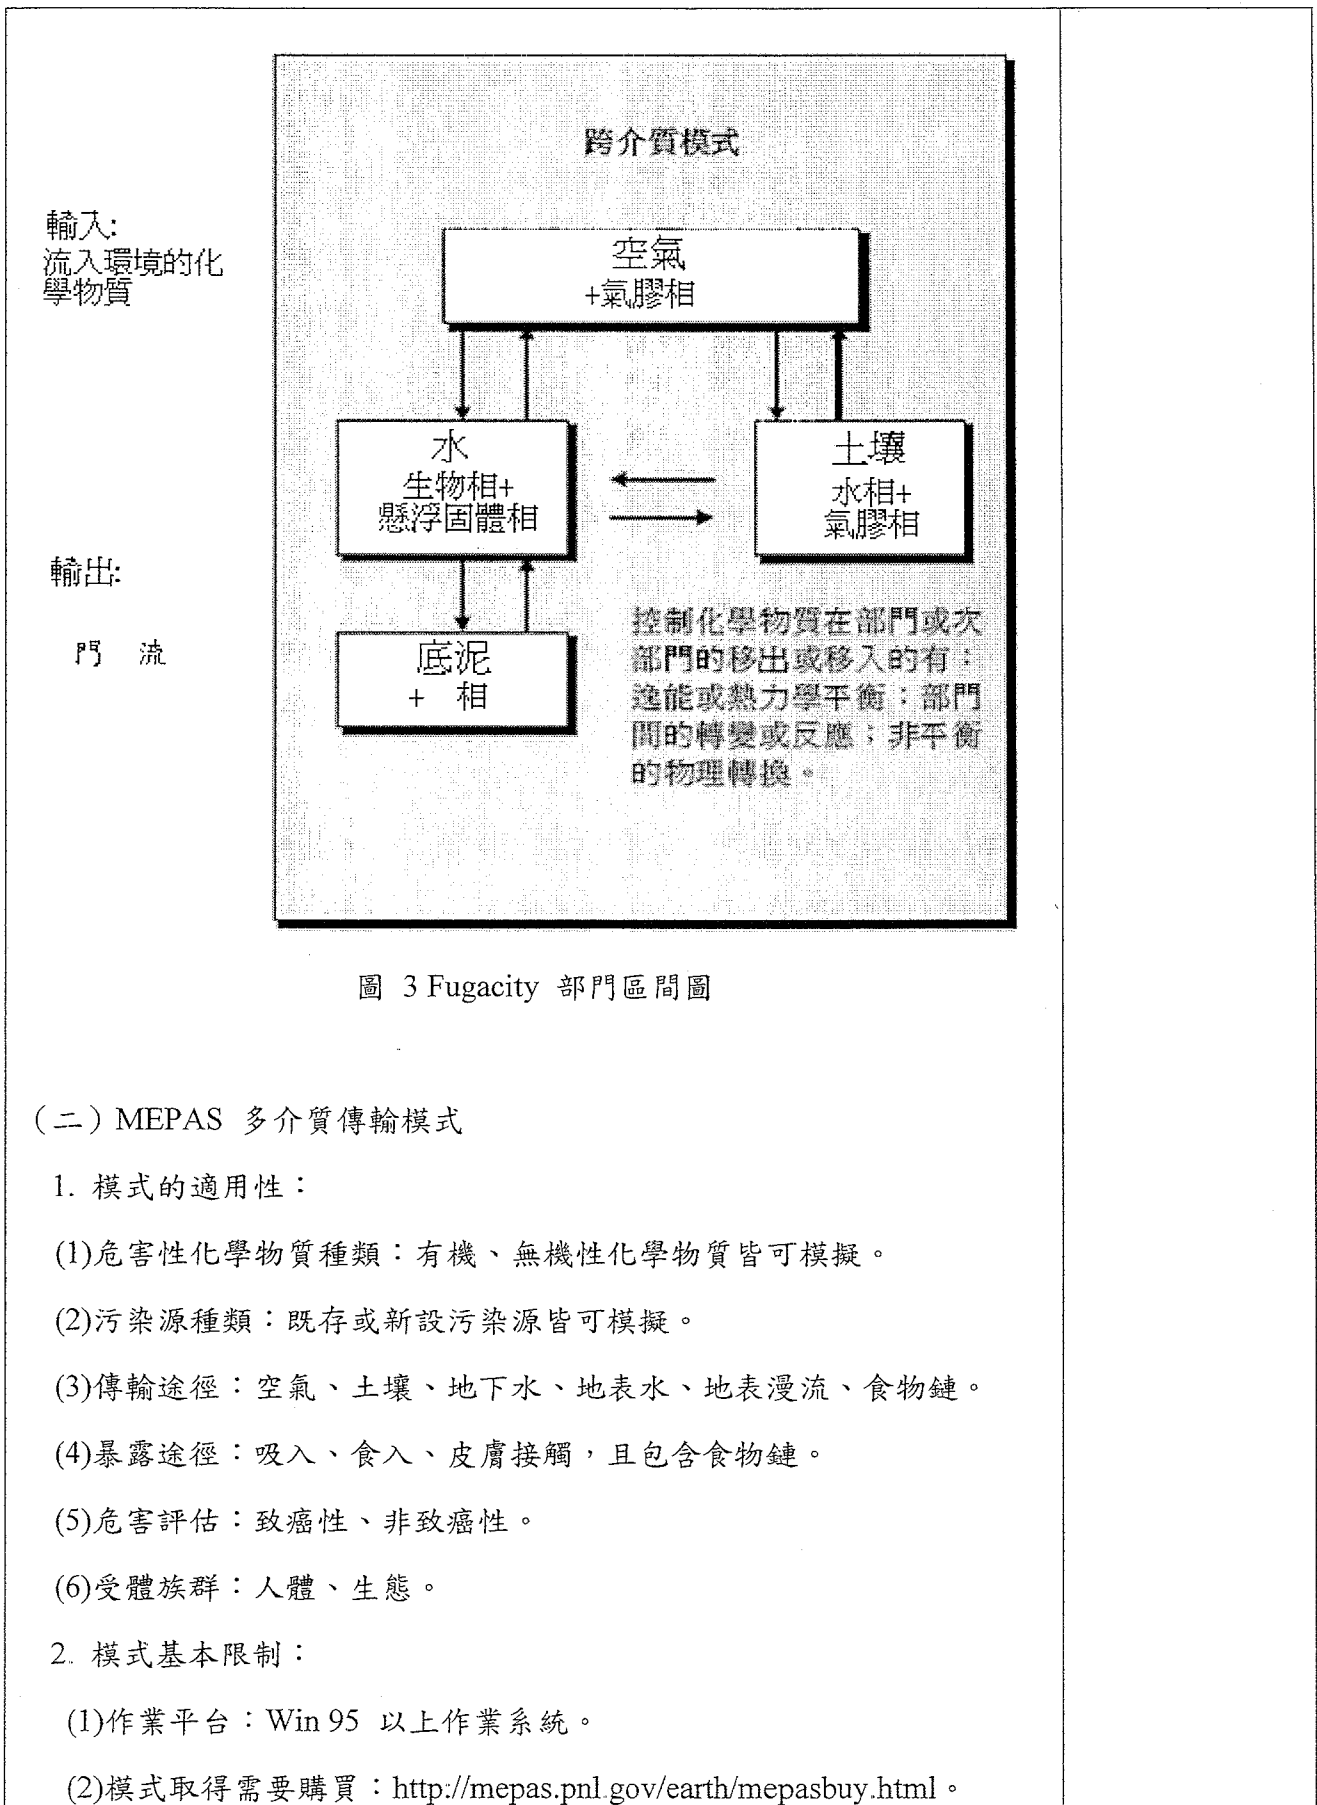 跨介質模式
輸入:
流入環境的化
學物質
空氣
+氣膠相
水
生物相+
懸浮固體相
土壤
水相+
氣膠相
輸出:
門 流
底泥
+ 相
控制化學物質在部門或次
部門的移出或移入的有：
逸能或熱力學平衡；部門
間的轉變或反應；非平衡
的物理轉換。
圖 3 Fugacity 部門區間圖
（二）MEPAS 多介質傳輸模式
1. 模式的適用性：
(1)危害性化學物質種類：有機、無機性化學物質皆可模擬。
(2)污染源種類：既存或新設污染源皆可模擬。
(3)傳輸途徑：空氣、土壤、地下水、地表水、地表漫流、食物鏈。
(4)暴露途徑：吸入、食入、皮膚接觸，且包含食物鏈。
(5)危害評估：致癌性、非致癌性。
(6)受體族群：人體、生態。
2. 模式基本限制：
(1)作業平台：Win 95 以上作業系統。
(2)模式取得需要購買：http://mepas.pnl.gov/earth/mepasbuy.html。